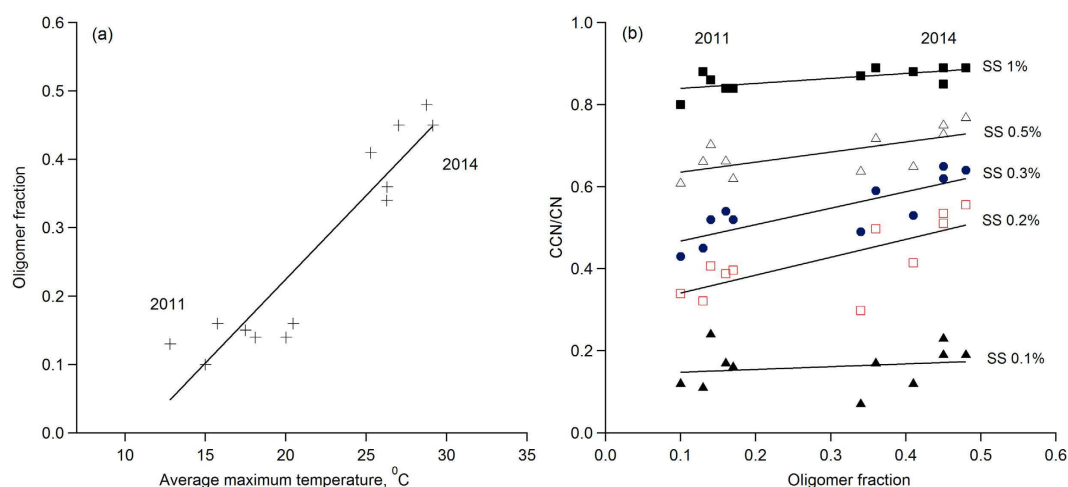 (a)
0.6
0.5
0.4
0.3
0.2
0.1
0.0
Oligomer fraction
2011
2014
10
15
20
25
30
35
Average maximum temperature, ⁰C
(b)
1.0
0.8
0.6
0.4
0.2
0.0
CCN/CN
2011
2014
SS 1%
SS 0.5%
SS 0.3%
SS 0.2%
SS 0.1%
0.0
0.1
0.2
0.3
0.4
0.5
0.6
Oligomer fraction